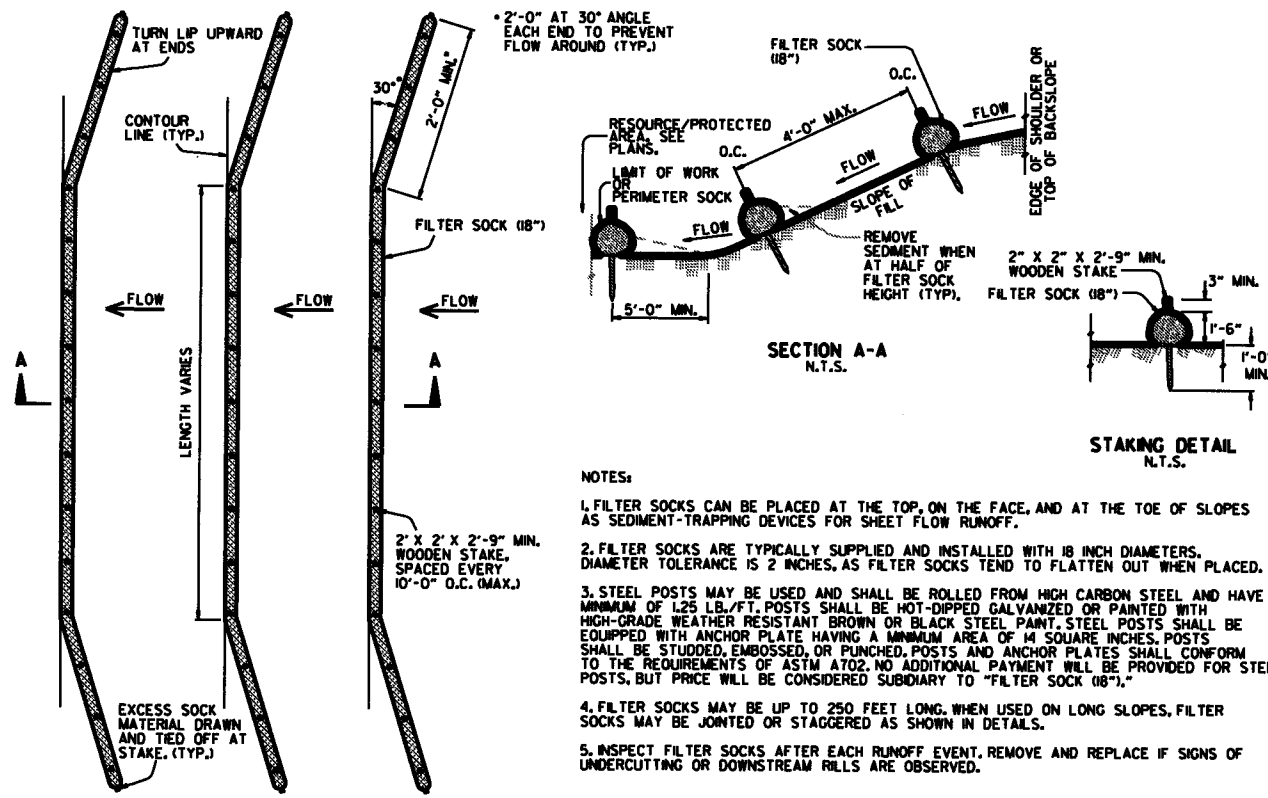 TURN LIP UPWARD
AT ENDS
• 2'-0" AT 30° ANGLE
EACH END TO PREVENT
FLOW AROUND (TYP.)
30°•
2'-0" MIN.•
CONTOUR
LINE (TYP.)
FILTER SOCK (18")
FLOW
FLOW
FLOW
A
A
LENGTH VARIES
2' X 2' X 2'-9" MIN.
WOODEN STAKE,
SPACED EVERY
10'-0" O.C. (MAX.)
EXCESS SOCK
MATERIAL DRAWN
AND TIED OFF AT
STAKE. (TYP.)
FILTER SOCK
(18")
O.C.
4'-0" MAX.
O.C.
FLOW
EDGE OF SHOULDER OR
TOP OF BACKSLOPE
RESOURCE/PROTECTED
AREA. SEE
PLANS.
LIMIT OF WORK
OR
PERIMETER SOCK
FLOW
SLOPE OF
FILL
FLOW
REMOVE
SEDIMENT WHEN
AT HALF OF
FILTER SOCK
HEIGHT (TYP).
5'-0" MIN.
SECTION A-A
N.T.S.
2" X 2" X 2'-9" MIN.
WOODEN STAKE
FILTER SOCK (18")
3" MIN.
1'-6"
1'-0"
MIN.
STAKING DETAIL
N.T.S.
NOTES:
1. FILTER SOCKS CAN BE PLACED AT THE TOP, ON THE FACE, AND AT THE TOE OF SLOPES
AS SEDIMENT-TRAPPING DEVICES FOR SHEET FLOW RUNOFF.
2. FILTER SOCKS ARE TYPICALLY SUPPLIED AND INSTALLED WITH 18 INCH DIAMETERS.
DIAMETER TOLERANCE IS 2 INCHES, AS FILTER SOCKS TEND TO FLATTEN OUT WHEN PLACED.
3. STEEL POSTS MAY BE USED AND SHALL BE ROLLED FROM HIGH CARBON STEEL AND HAVE
MINIMUM OF 1.25 LB./FT. POSTS SHALL BE HOT-DIPPED GALVANIZED OR PAINTED WITH
HIGH-GRADE WEATHER RESISTANT BROWN OR BLACK STEEL PAINT. STEEL POSTS SHALL BE
EQUIPPED WITH ANCHOR PLATE HAVING A MINIMUM AREA OF 14 SQUARE INCHES. POSTS
SHALL BE STUDDED, EMBOSSED, OR PUNCHED. POSTS AND ANCHOR PLATES SHALL CONFORM
TO THE REQUIREMENTS OF ASTM A702. NO ADDITIONAL PAYMENT WILL BE PROVIDED FOR STEE
POSTS, BUT PRICE WILL BE CONSIDERED SUBIDIARY TO "FILTER SOCK (18")."
4. FILTER SOCKS MAY BE UP TO 250 FEET LONG. WHEN USED ON LONG SLOPES, FILTER
SOCKS MAY BE JOINTED OR STAGGERED AS SHOWN IN DETAILS.
5. INSPECT FILTER SOCKS AFTER EACH RUNOFF EVENT. REMOVE AND REPLACE IF SIGNS OF
UNDERCUTTING OR DOWNSTREAM RILLS ARE OBSERVED.